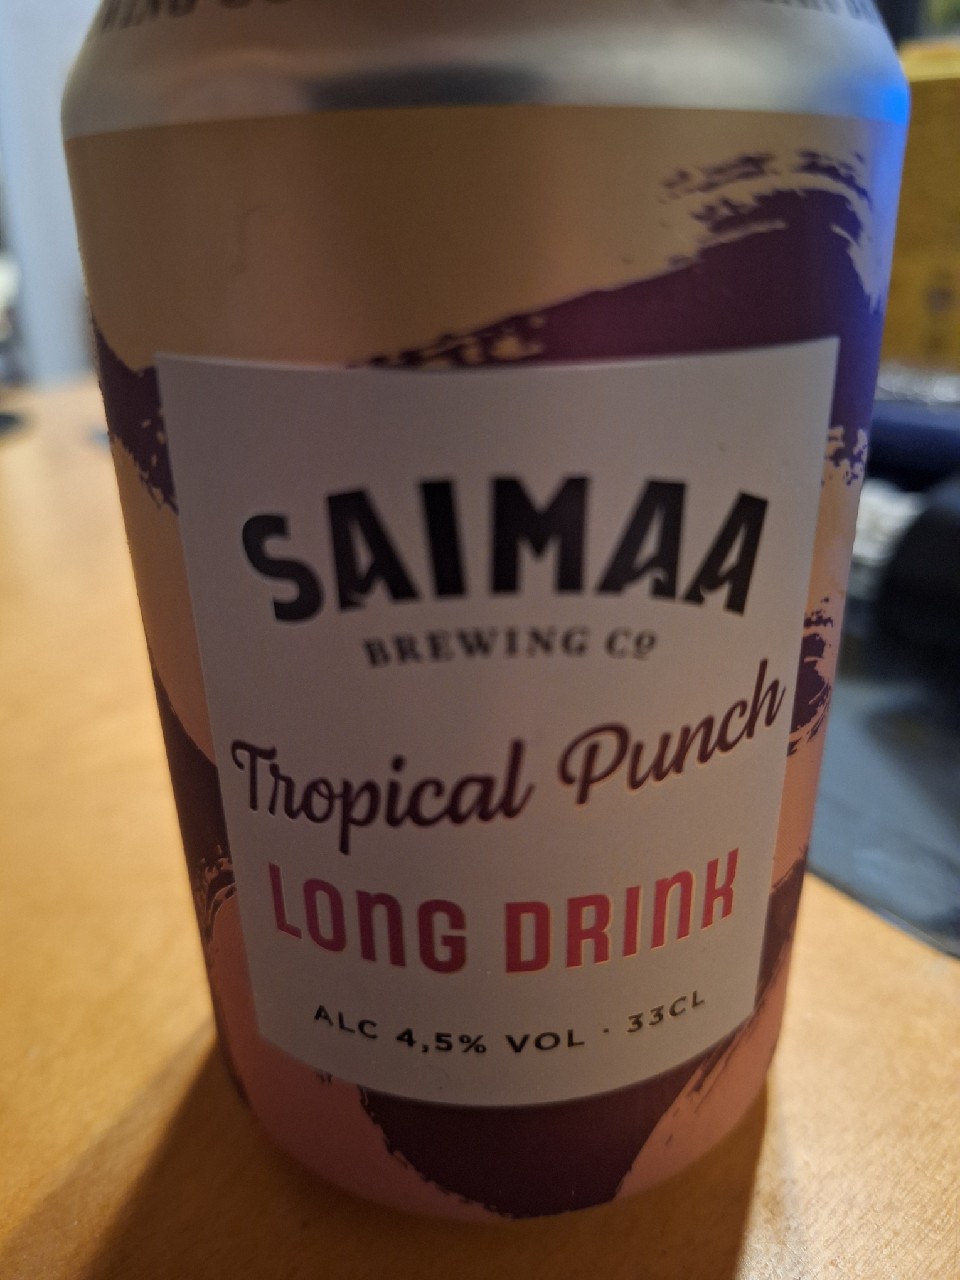 SAIMAA
BREWING Co
Tropical Punch
LONG DRINK
ALC 4,5% VOL · 33CL